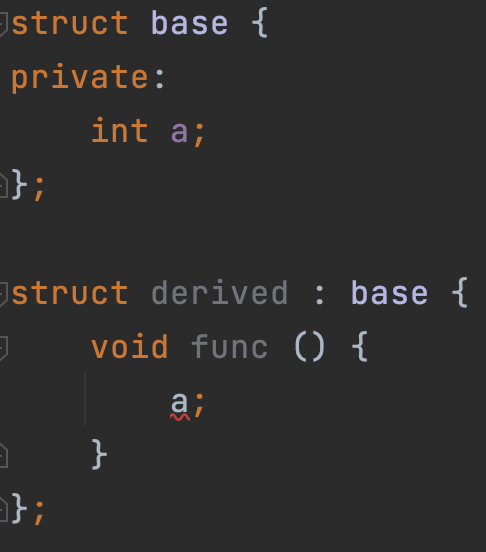 struct base {
private:
    int a;
};

struct derived : base {
    void func () {
        a;
    }
};